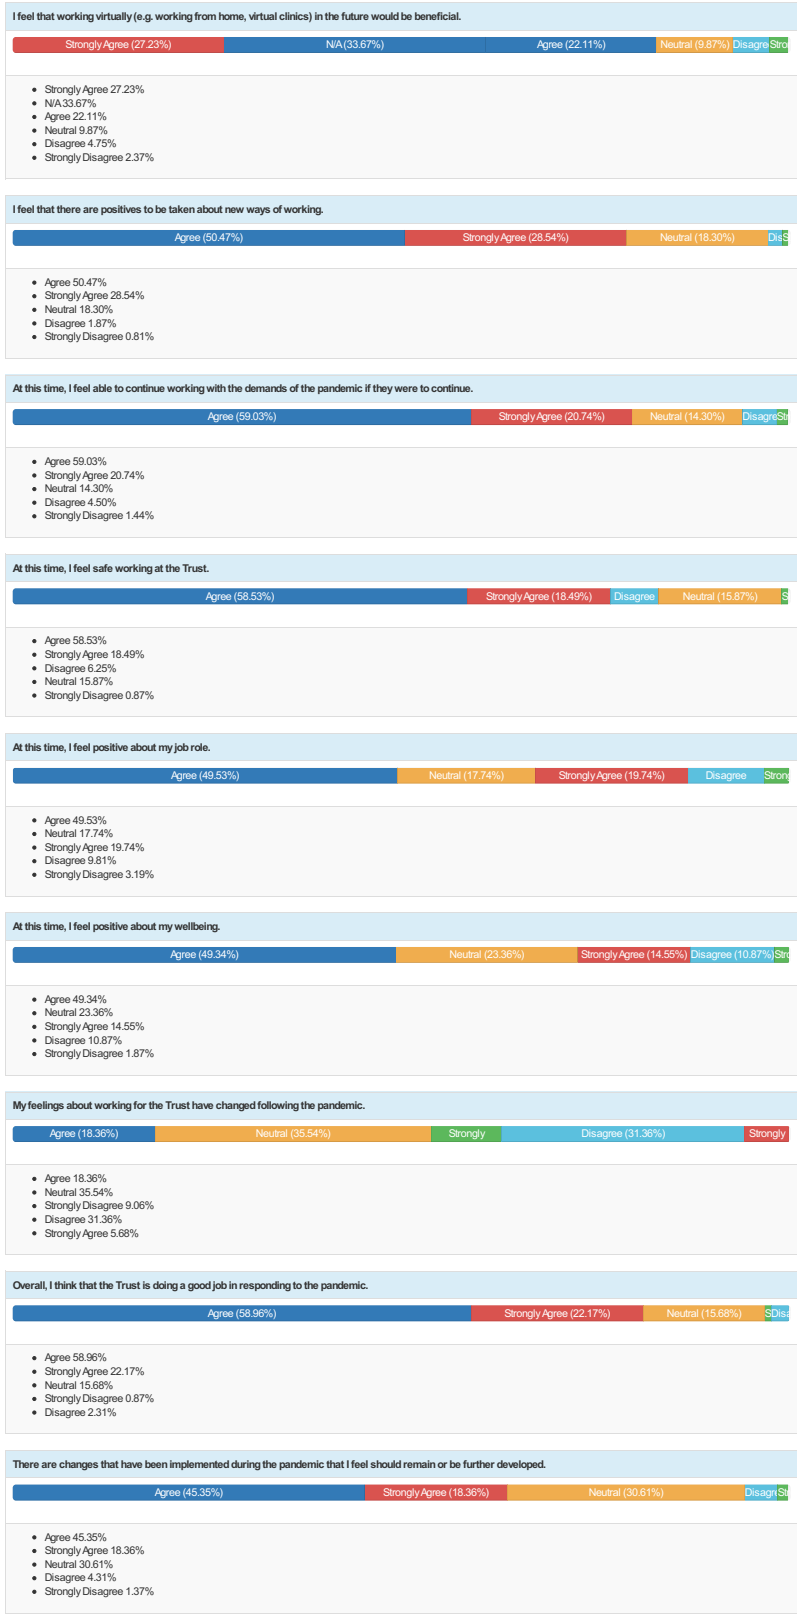 I feel that working virtually (e.g. working from home, virtual clinics) in the future would be beneficial.
Strongly Agree (27.23%) N/A (33.67%) Agree (22.11%) Neutral (9.87%) Disagre Stro
Strongly Agree 27.23%
N/A 33.67%
Agree 22.11%
Neutral 9.87%
Disagree 4.75%
Strongly Disagree 2.37%
I feel that there are positives to be taken about new ways of working.
Agree (50.47%) Strongly Agree (28.54%) Neutral (18.30%) Dis S
Agree 50.47%
Strongly Agree 28.54%
Neutral 18.30%
Disagree 1.87%
Strongly Disagree 0.81%
At this time, I feel able to continue working with the demands of the pandemic if they were to continue.
Agree (59.03%) Strongly Agree (20.74%) Neutral (14.30%) Disagre Str
Agree 59.03%
Strongly Agree 20.74%
Neutral 14.30%
Disagree 4.50%
Strongly Disagree 1.44%
At this time, I feel safe working at the Trust.
Agree (58.53%) Strongly Agree (18.49%) Disagree Neutral (15.87%) S
Agree 58.53%
Strongly Agree 18.49%
Disagree 6.25%
Neutral 15.87%
Strongly Disagree 0.87%
At this time, I feel positive about my job role.
Agree (49.53%) Neutral (17.74%) Strongly Agree (19.74%) Disagree Strong
Agree 49.53%
Neutral 17.74%
Strongly Agree 19.74%
Disagree 9.81%
Strongly Disagree 3.19%
At this time, I feel positive about my wellbeing.
Agree (49.34%) Neutral (23.36%) Strongly Agree (14.55%) Disagree (10.87%) Stro
Agree 49.34%
Neutral 23.36%
Strongly Agree 14.55%
Disagree 10.87%
Strongly Disagree 1.87%
My feelings about working for the Trust have changed following the pandemic.
Agree (18.36%) Neutral (35.54%) Strongly Disagree (31.36%) Strongly
Agree 18.36%
Neutral 35.54%
Strongly Disagree 9.06%
Disagree 31.36%
Strongly Agree 5.68%
Overall, I think that the Trust is doing a good job in responding to the pandemic.
Agree (58.96%) Strongly Agree (22.17%) Neutral (15.68%) S Disa
Agree 58.96%
Strongly Agree 22.17%
Neutral 15.68%
Strongly Disagree 0.87%
Disagree 2.31%
There are changes that have been implemented during the pandemic that I feel should remain or be further developed.
Agree (45.35%) Strongly Agree (18.36%) Neutral (30.61%) Disagre Str
Agree 45.35%
Strongly Agree 18.36%
Neutral 30.61%
Disagree 4.31%
Strongly Disagree 1.37%